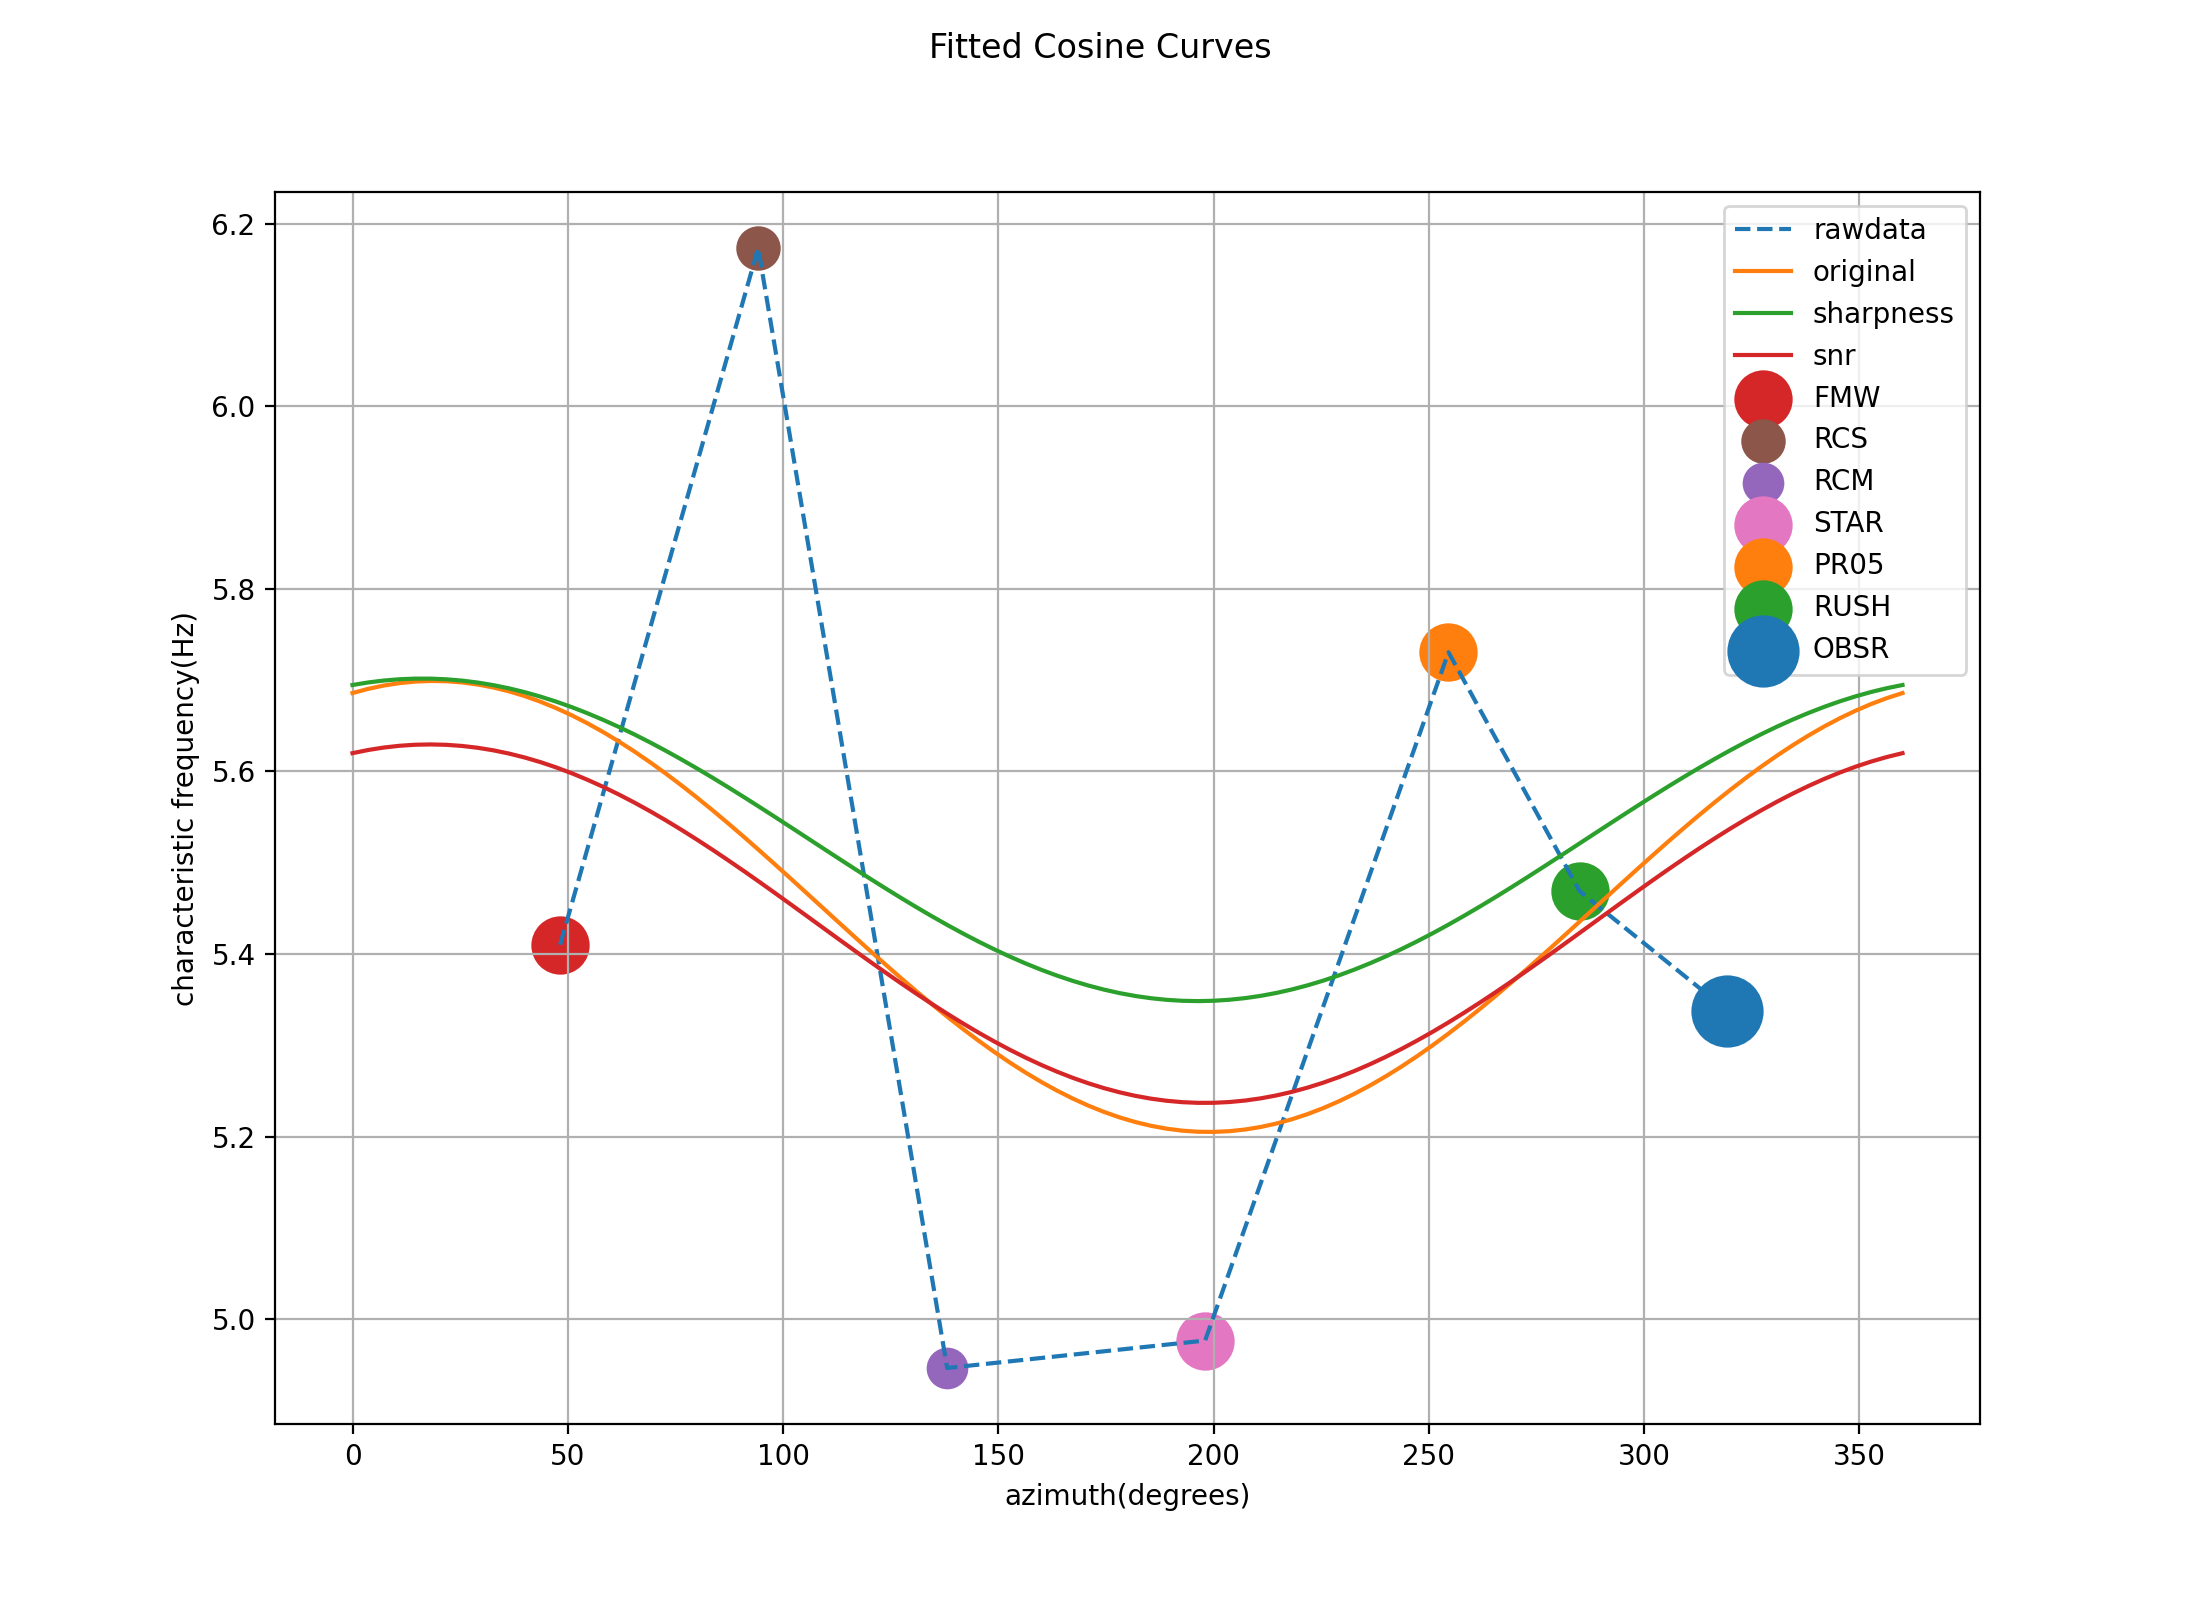 Fitted Cosine Curves
characteristic frequency(Hz)
6.2
6.0
5.8
5.6
5.4
5.2
5.0
rawdata
original
sharpness
snr
FMW
RCS
RCM
STAR
PR05
RUSH
OBSR
0 50 100 150 200 250 300 350
azimuth(degrees)